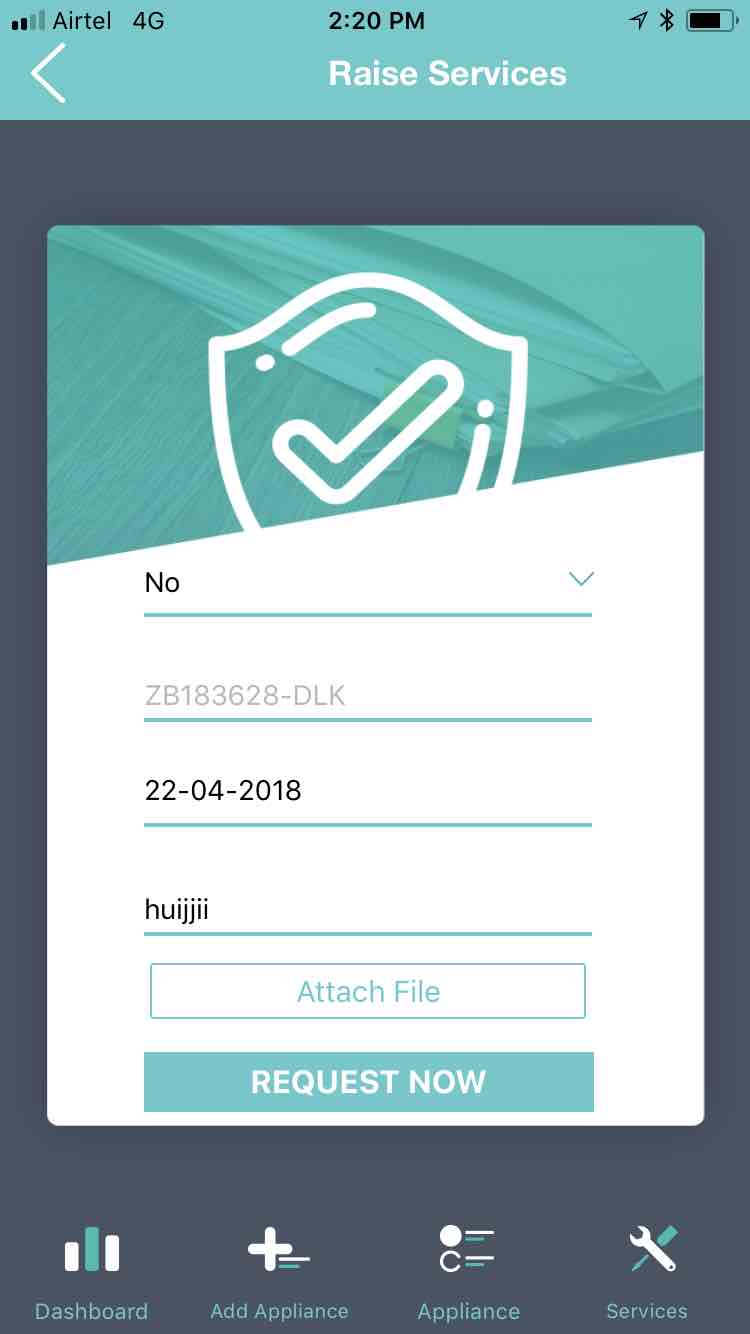 Airtel 4G 2:20 PM
Raise Services
No
ZB183628-DLK
22-04-2018
huijjii
Attach File
REQUEST NOW
Dashboard Add Appliance Appliance Services